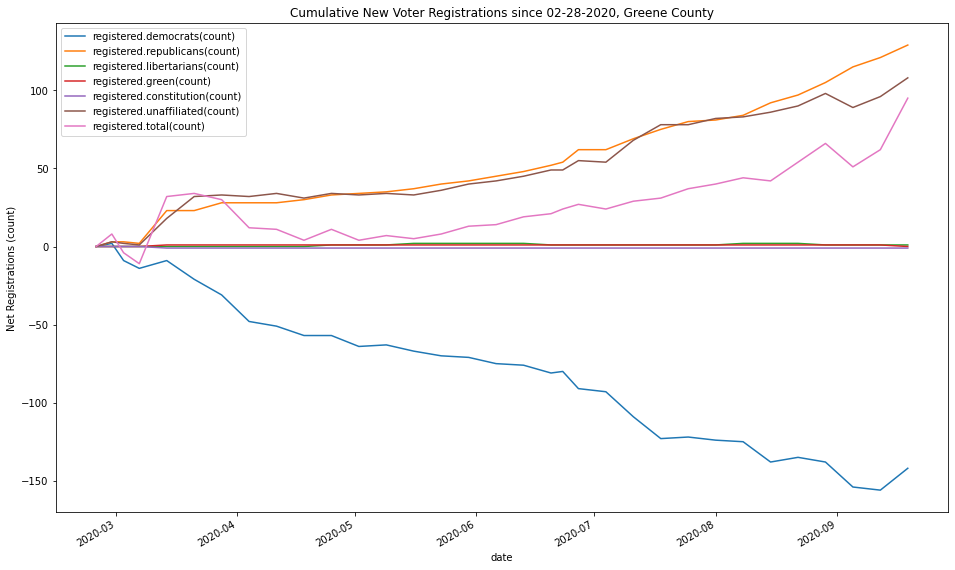 Cumulative New Voter Registrations since 02-28-2020, Greene County
registered.democrats(count)
registered.republicans(count)
registered.libertarians(count)
registered.green(count)
registered.constitution(count)
registered.unaffiliated(count)
registered.total(count)
Net Registrations (count)
100
50
0
−50
−100
−150
2020-03
2020-04
2020-05
2020-06
2020-07
2020-08
2020-09
date